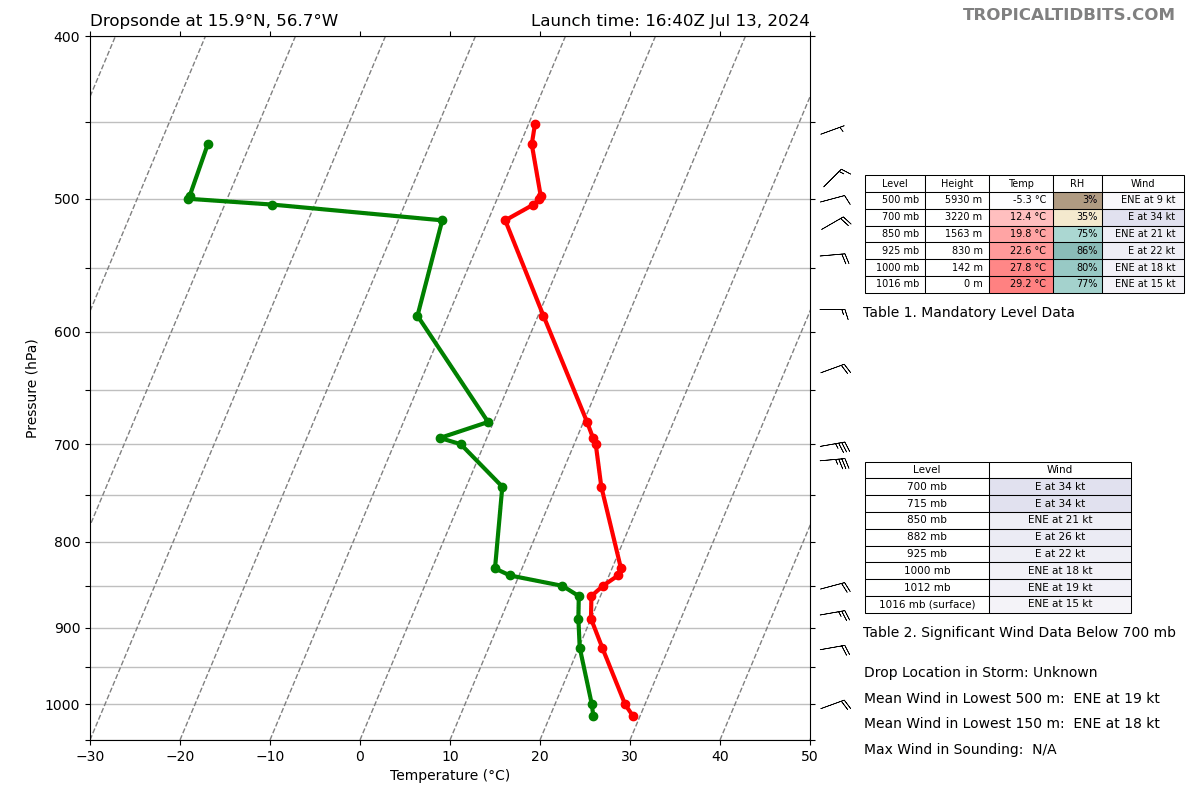 Dropsonde at 15.9°N, 56.7°W
Launch time: 16:40Z Jul 13, 2024
TROPICALTIDBITS.COM
400
500
600
700
800
900
1000
Pressure (hPa)
−30 −20 −10 0 10 20 30 40 50
Temperature (°C)
Level Height Temp RH Wind
500 mb 5930 m -5.3 °C 3% ENE at 9 kt
700 mb 3220 m 12.4 °C 35% E at 34 kt
850 mb 1563 m 19.8 °C 75% ENE at 21 kt
925 mb 830 m 22.6 °C 86% E at 22 kt
1000 mb 142 m 27.8 °C 80% ENE at 18 kt
1016 mb 0 m 29.2 °C 77% ENE at 15 kt
Table 1. Mandatory Level Data
Level Wind
700 mb E at 34 kt
715 mb E at 34 kt
850 mb ENE at 21 kt
882 mb E at 26 kt
925 mb E at 22 kt
1000 mb ENE at 18 kt
1012 mb ENE at 19 kt
1016 mb (surface) ENE at 15 kt
Table 2. Significant Wind Data Below 700 mb
Drop Location in Storm: Unknown
Mean Wind in Lowest 500 m: ENE at 19 kt
Mean Wind in Lowest 150 m: ENE at 18 kt
Max Wind in Sounding: N/A